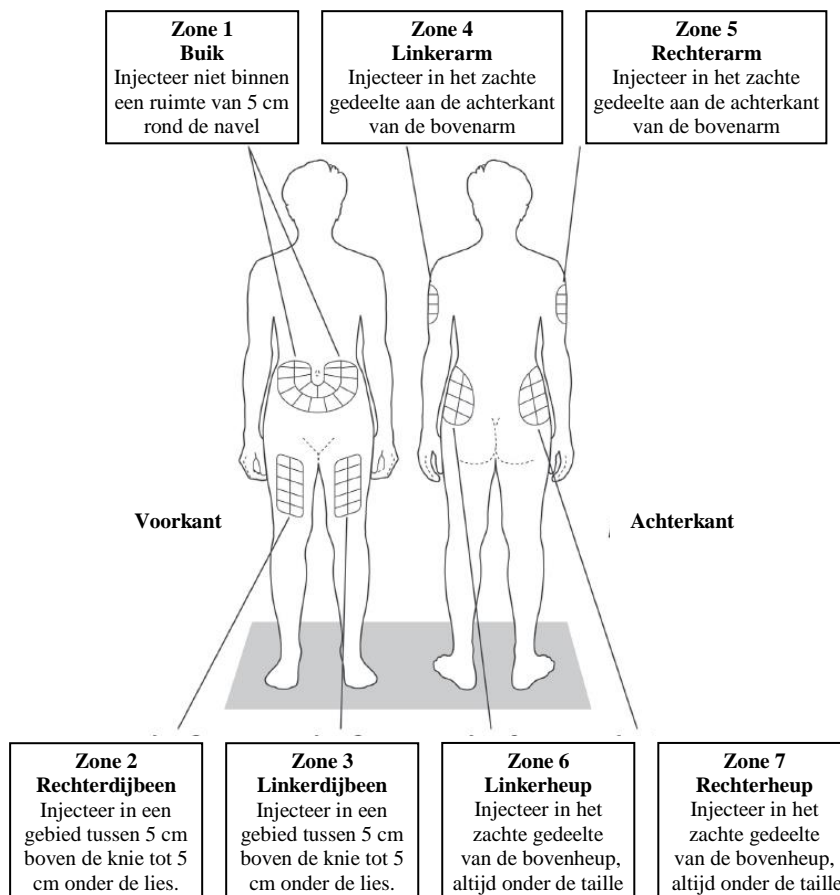 Zone 1
Buik
Injecteer niet binnen
een ruimte van 5 cm
rond de navel
Zone 4
Linkerarm
Injecteer in het zachte
gedeelte aan de achterkant
van de bovenarm
Zone 5
Rechterarm
Injecteer in het zachte
gedeelte aan de achterkant
van de bovenarm
Voorkant
Achterkant
Zone 2
Rechterdijbeen
Injecteer in een
gebied tussen 5 cm
boven de knie tot 5
cm onder de lies.
Zone 3
Linkerdijbeen
Injecteer in een
gebied tussen 5 cm
boven de knie tot 5
cm onder de lies.
Zone 6
Linkerheup
Injecteer in het
zachte gedeelte
van de bovenheup,
altijd onder de taille
Zone 7
Rechterheup
Injecteer in het
zachte gedeelte
van de bovenheup,
altijd onder de taille